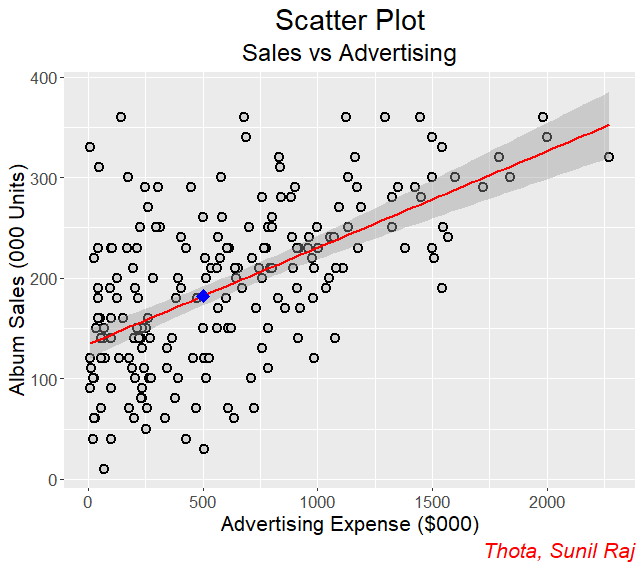 Scatter Plot
Sales vs Advertising
Album Sales (000 Units)
400
300
200
100
0
0 500 1000 1500 2000
Advertising Expense ($000)
Thota, Sunil Raj